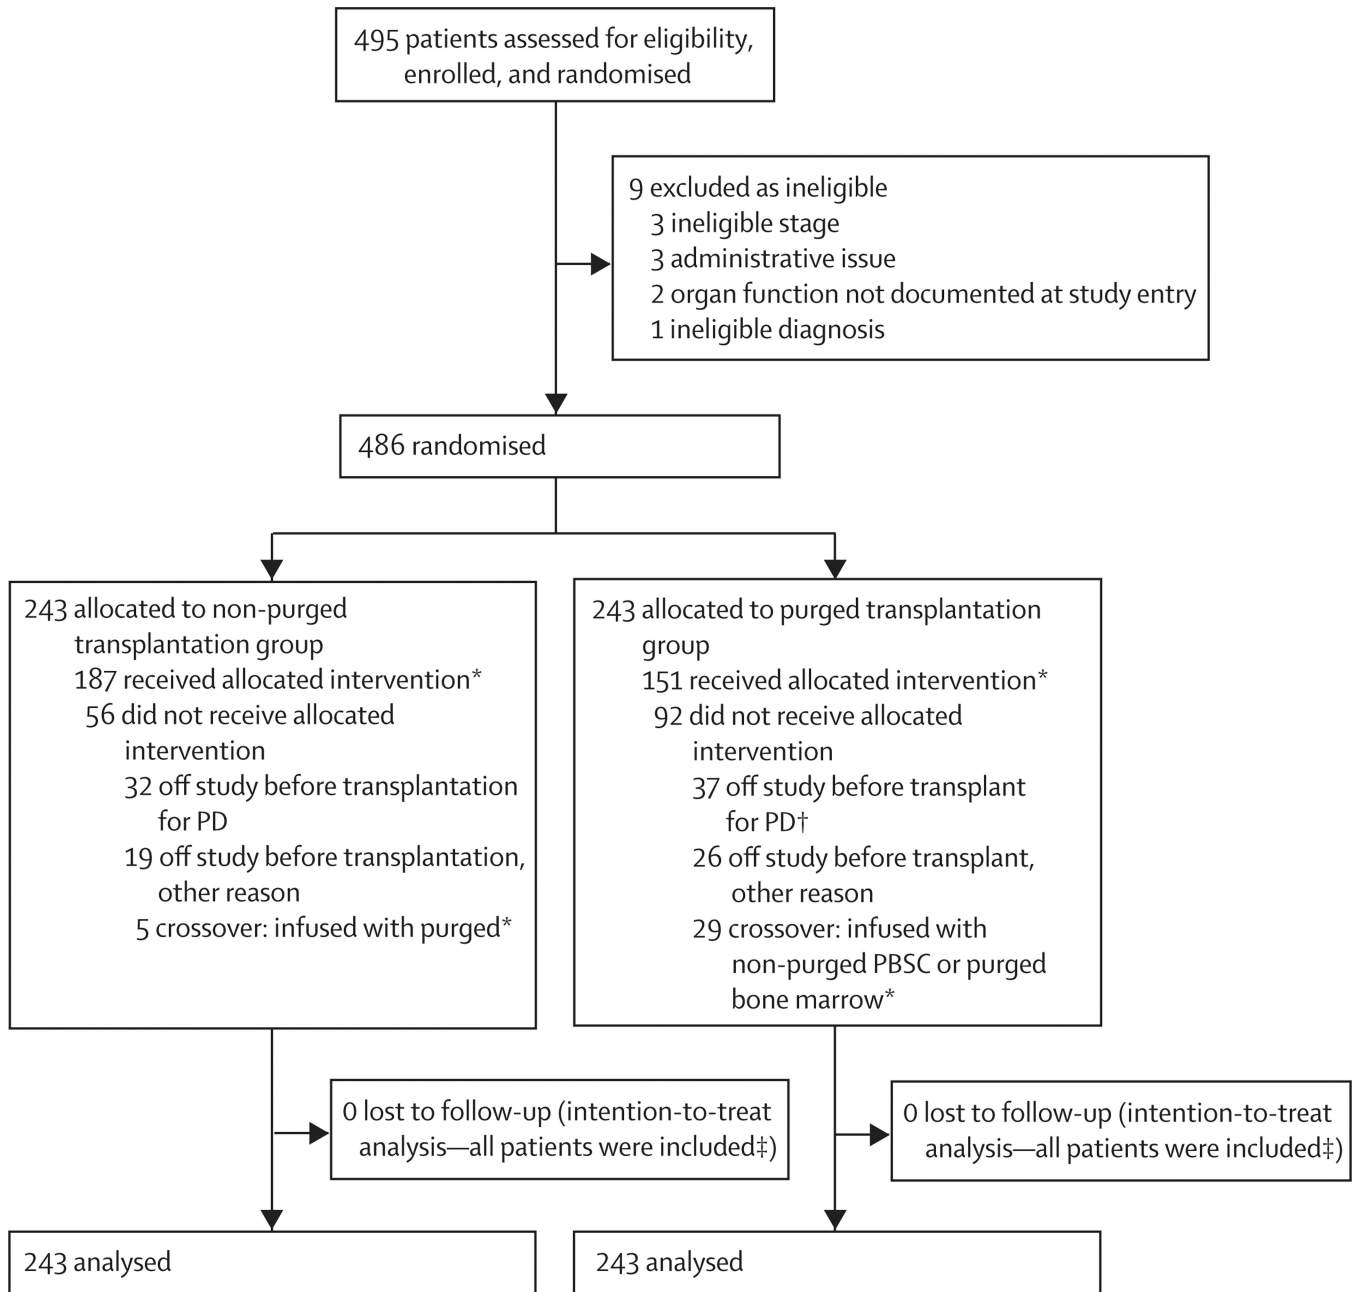 495 patients assessed for eligibility,
enrolled, and randomised
9 excluded as ineligible
3 ineligible stage
3 administrative issue
2 organ function not documented at study entry
1 ineligible diagnosis
486 randomised
243 allocated to non-purged
transplantation group
187 received allocated intervention*
56 did not receive allocated
intervention
32 off study before transplantation
for PD
19 off study before transplantation,
other reason
5 crossover: infused with purged*
243 allocated to purged transplantation
group
151 received allocated intervention*
92 did not receive allocated
intervention
37 off study before transplant
for PD†
26 off study before transplant,
other reason
29 crossover: infused with
non-purged PBSC or purged
bone marrow*
0 lost to follow-up (intention-to-treat
analysis—all patients were included‡)
0 lost to follow-up (intention-to-treat
analysis—all patients were included‡)
243 analysed
243 analysed